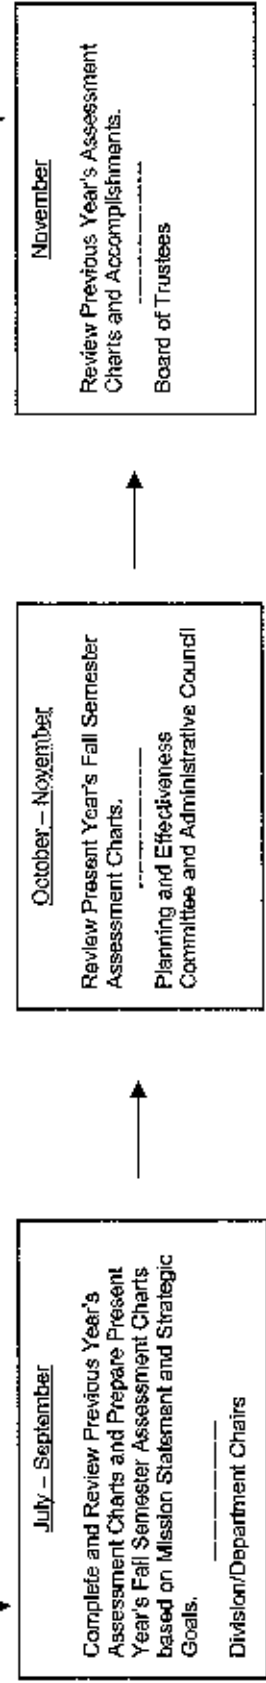 July – September
Complete and Review Previous Year's
Assessment Charts and Prepare Present
Year's Fall Semester Assessment Charts
based on Mission Statement and Strategic
Goals.
Division/Department Chairs
October – November
Review Present Year's Fall Semester
Assessment Charts.
Planning and Effectiveness
Committee and Administrative Council
November
Review Previous Year's Assessment
Charts and Accomplishments.
Board of Trustees